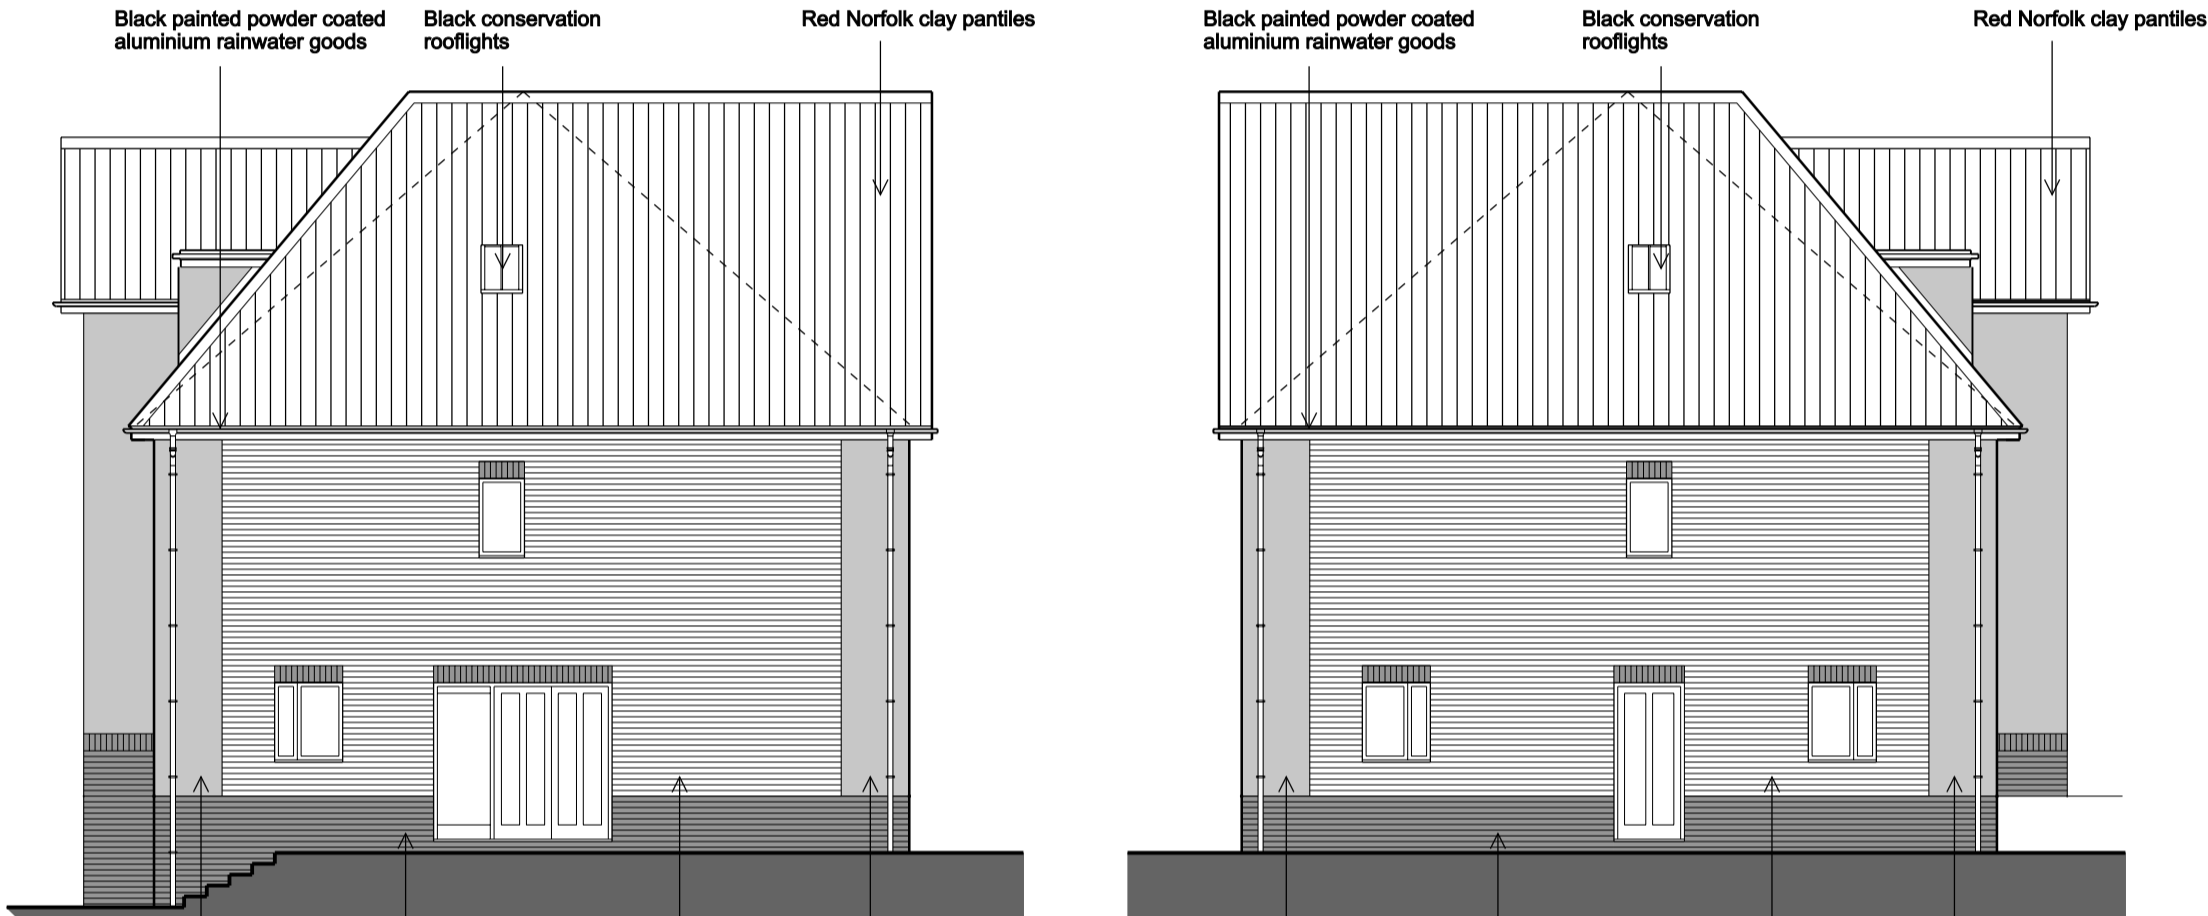 Black painted powder coated
aluminium rainwater goods
Black conservation
rooflights
Red Norfolk clay pantiles
Black painted powder coated
aluminium rainwater goods
Black conservation
rooflights
Red Norfolk clay pantiles